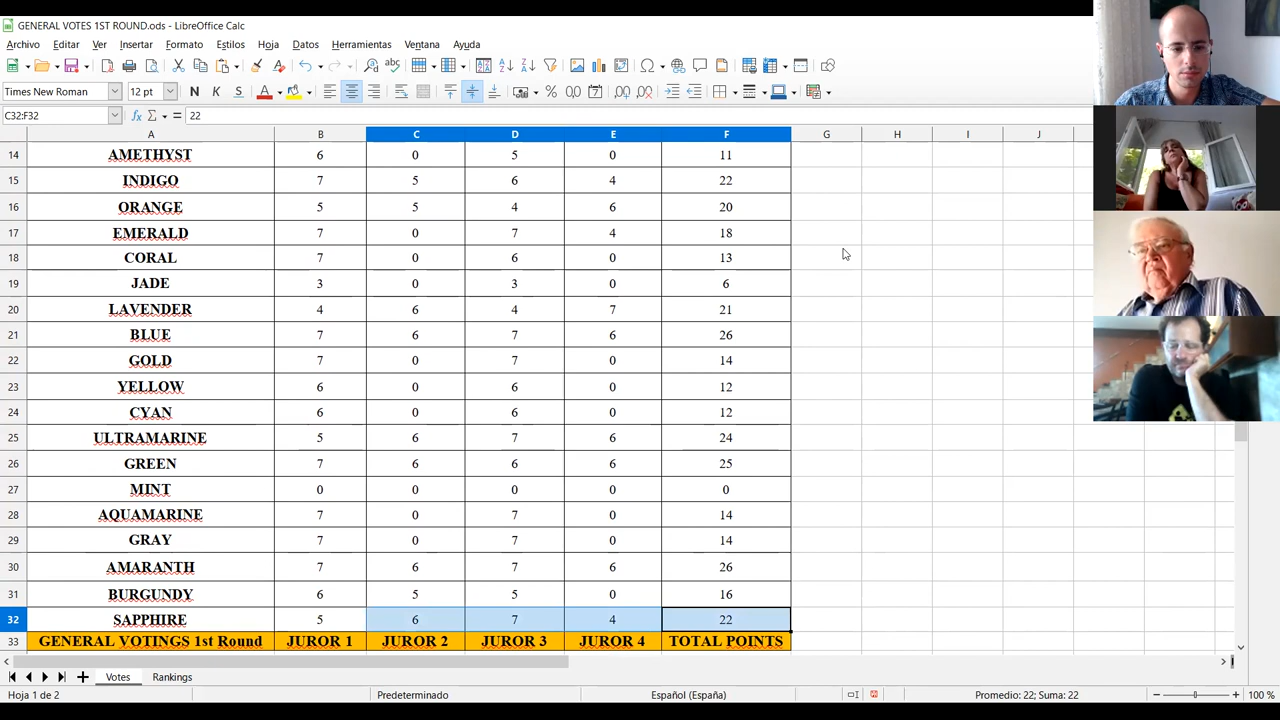 GENERAL VOTES 1ST ROUND.ods - LibreOffice Calc
Archivo Editar Ver Insertar Formato Estilos Hoja Datos Herramientas Ventana Ayuda
Times New Roman 12 pt N K S
C32:F32 22
A B C D E F G H I J
14 AMETHYST 6 0 5 0 11
15 INDIGO 7 5 6 4 22
16 ORANGE 5 5 4 6 20
17 EMERALD 7 0 7 4 18
18 CORAL 7 0 6 0 13
19 JADE 3 0 3 0 6
20 LAVENDER 4 6 4 7 21
21 BLUE 7 6 7 6 26
22 GOLD 7 0 7 0 14
23 YELLOW 6 0 6 0 12
24 CYAN 6 0 6 0 12
25 ULTRAMARINE 5 6 7 6 24
26 GREEN 7 6 6 6 25
27 MINT 0 0 0 0 0
28 AQUAMARINE 7 0 7 0 14
29 GRAY 7 0 7 0 14
30 AMARANTH 7 6 7 6 26
31 BURGUNDY 6 5 5 0 16
32 SAPPHIRE 5 6 7 4 22
33 GENERAL VOTINGS 1st Round JUROR 1 JUROR 2 JUROR 3 JUROR 4 TOTAL POINTS
Votes Rankings
Hoja 1 de 2 Predeterminado Español (España) Promedio: 22; Suma: 22 100 %